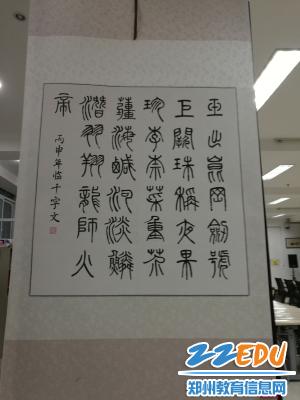 玉出崑岡劍號
巨闕珠稱夜果
珍李柰菜重芥
薑海鹹河淡鱗
潛羽翔龍師火
帝
丙申年临千字文
22EDU
郑州教育信息网